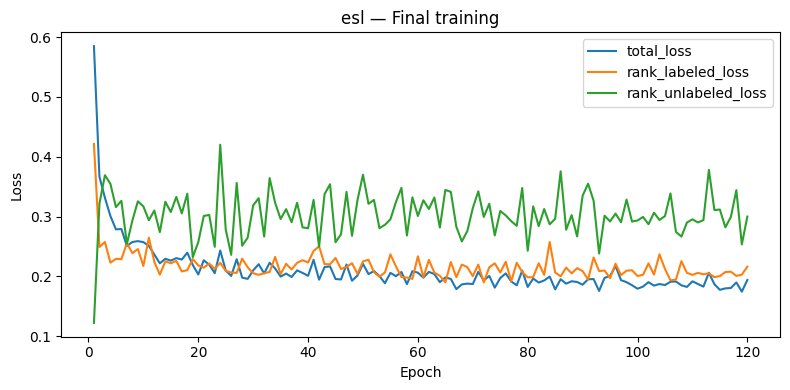 esl — Final training
total_loss
rank_labeled_loss
rank_unlabeled_loss
Loss
0.6
0.5
0.4
0.3
0.2
0.1
0 20 40 60 80 100 120
Epoch